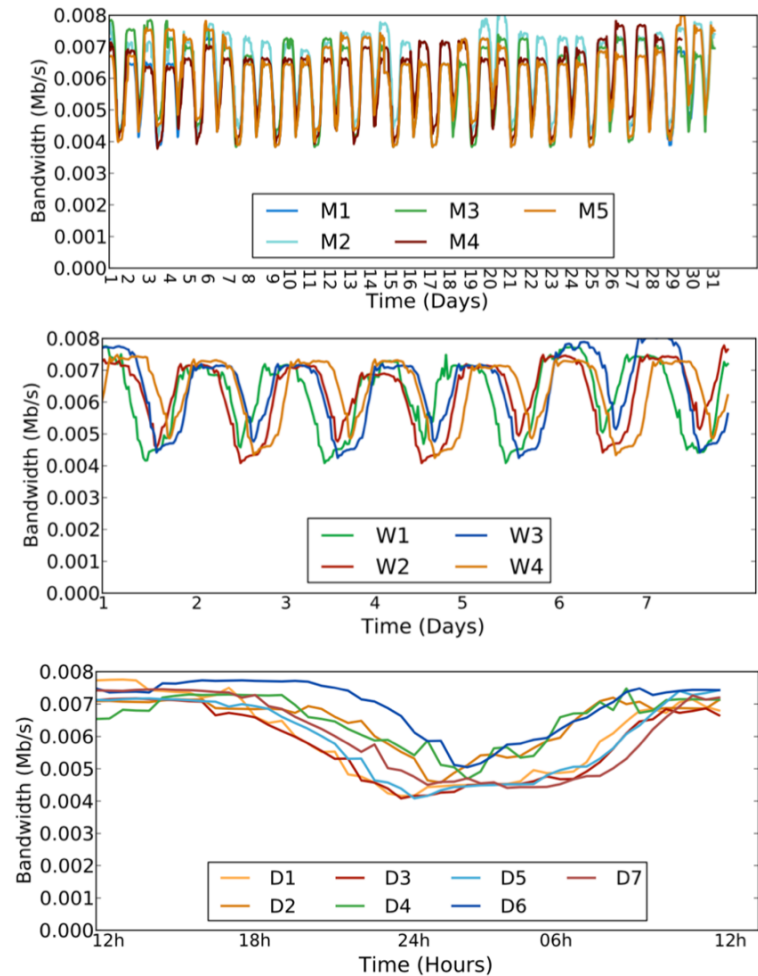 0.008
0.007
0.006
0.005
0.004
0.003
0.002
0.001
0.000
Bandwidth (Mb/s)
M1 M3 M5
M2 M4
1 2 3 4 5 6 7 8 9 10 11 12 13 14 15 16 17 18 19 20 21 22 23 24 25 26 27 28 29 30 31
Time (Days)
0.008
0.007
0.006
0.005
0.004
0.003
0.002
0.001
0.000
Bandwidth (Mb/s)
W1 W3
W2 W4
1 2 3 4 5 6 7
Time (Days)
0.008
0.007
0.006
0.005
0.004
0.003
0.002
0.001
0.000
Bandwidth (Mb/s)
D1 D3 D5 D7
D2 D4 D6
12h 18h 24h 06h 12h
Time (Hours)